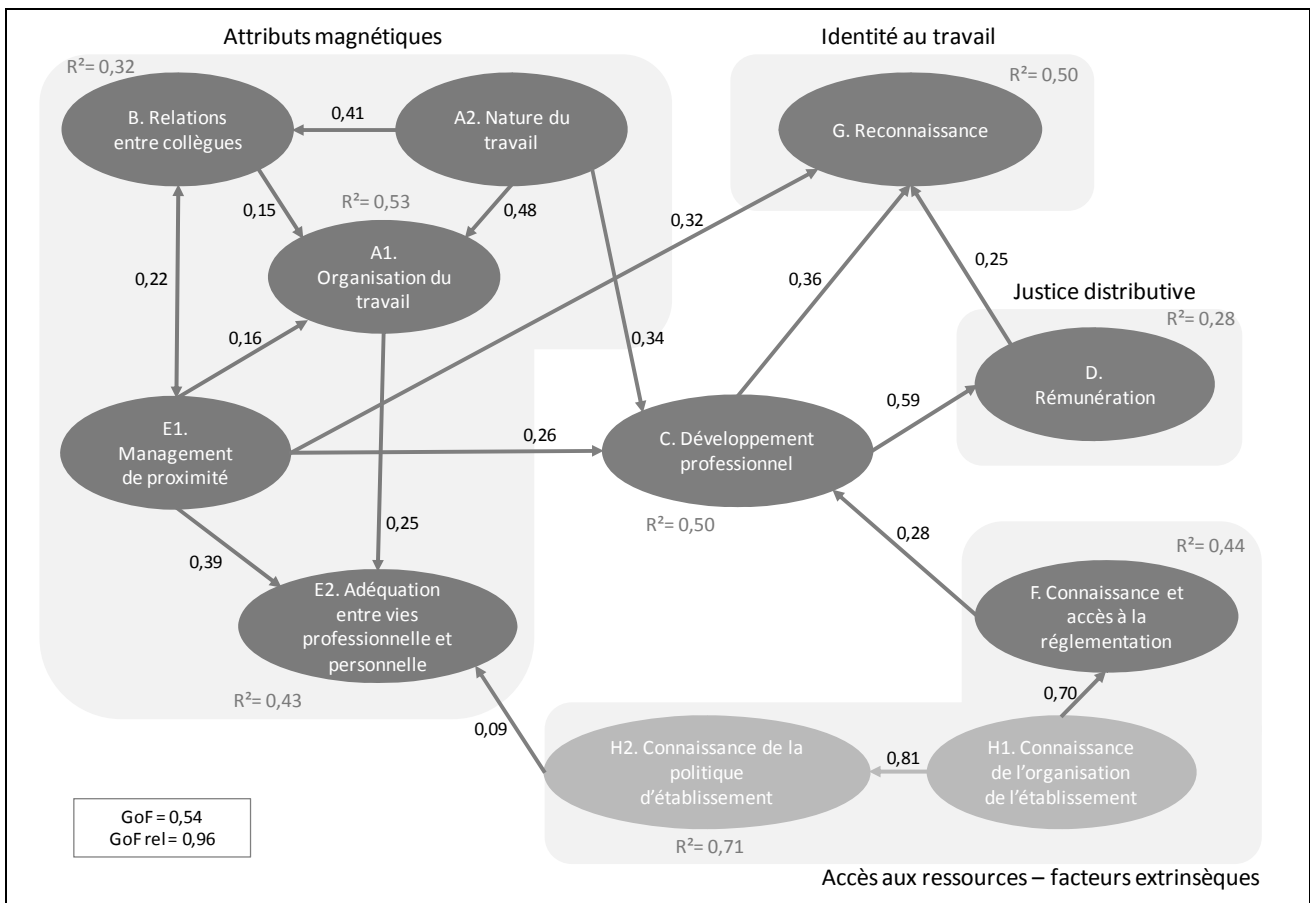 Attributs magnétiques
Identité au travail
R²= 0,32
R²= 0,50
B. Relations
entre collègues
0,41
A2. Nature du
travail
G. Reconnaissance
0,15
R²= 0,53
0,48
0,32
A1.
Organisation du
travail
0,22
0,36
0,25
Justice distributive
R²= 0,28
0,16
0,34
D.
Rémunération
0,59
E1.
Management
de proximité
0,26
C. Développement
professionnel
R²= 0,50
0,25
0,39
0,28
R²= 0,44
E2. Adéquation
entre vies
professionnelle et
personnelle
F. Connaissance et
accès à la
réglementation
R²= 0,43
0,70
0,09
H2. Connaissance de la
politique
d’établissement
0,81
H1. Connaissance
de l’organisation
de l’établissement
R²= 0,71
GoF = 0,54
GoF rel = 0,96
Accès aux ressources – facteurs extrinsèques